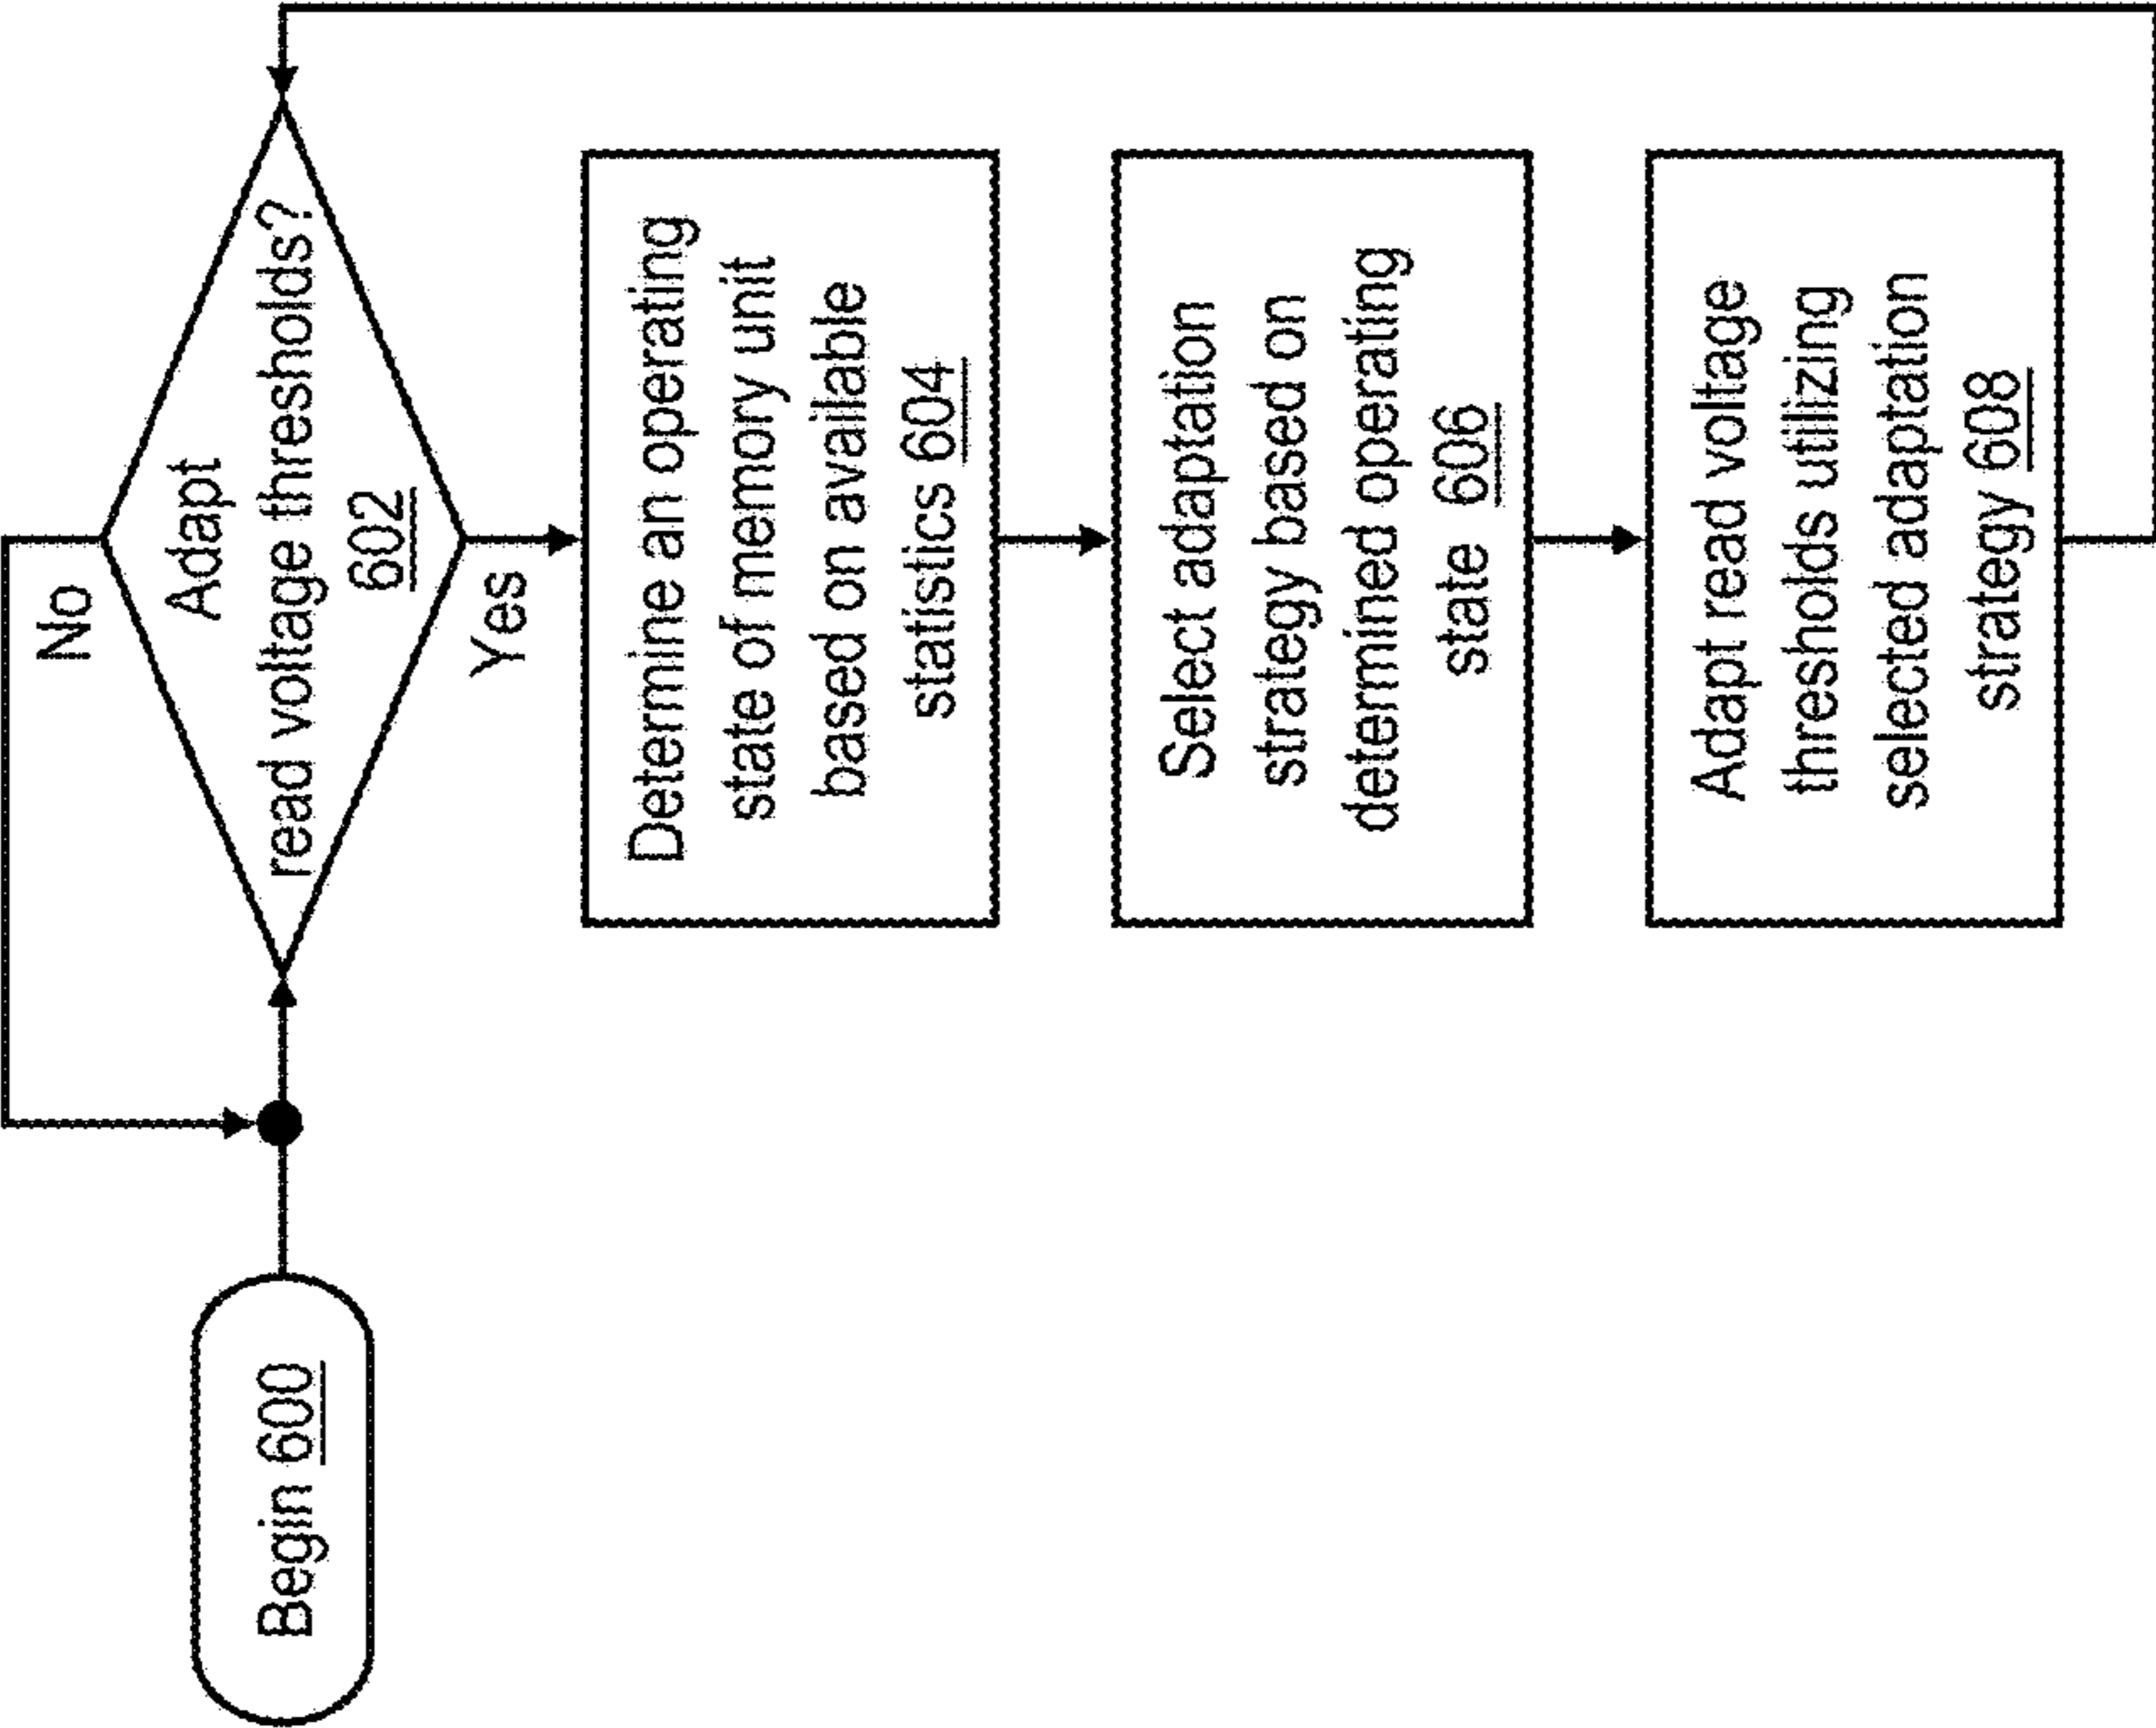 Begin 600
No
Adapt
read voltage thresholds?
602
Yes
Determine an operating
state of memory unit
based on available
statistics 604
Select adaptation
strategy based on
determined operating
state 606
Adapt read voltage
thresholds utilizing
selected adaptation
strategy 608